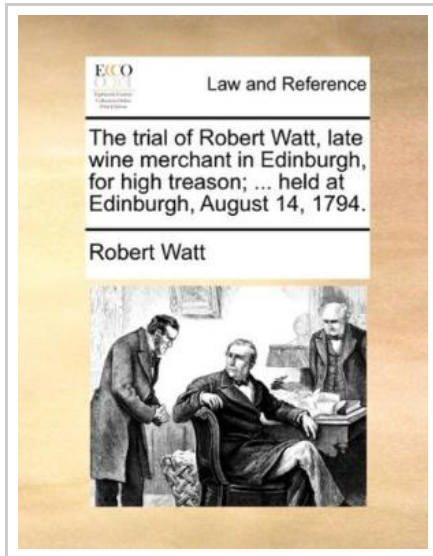 ECCO
Law and Reference
The trial of Robert Watt, late
wine merchant in Edinburgh,
for high treason; ... held at
Edinburgh, August 14, 1794.
Robert Watt